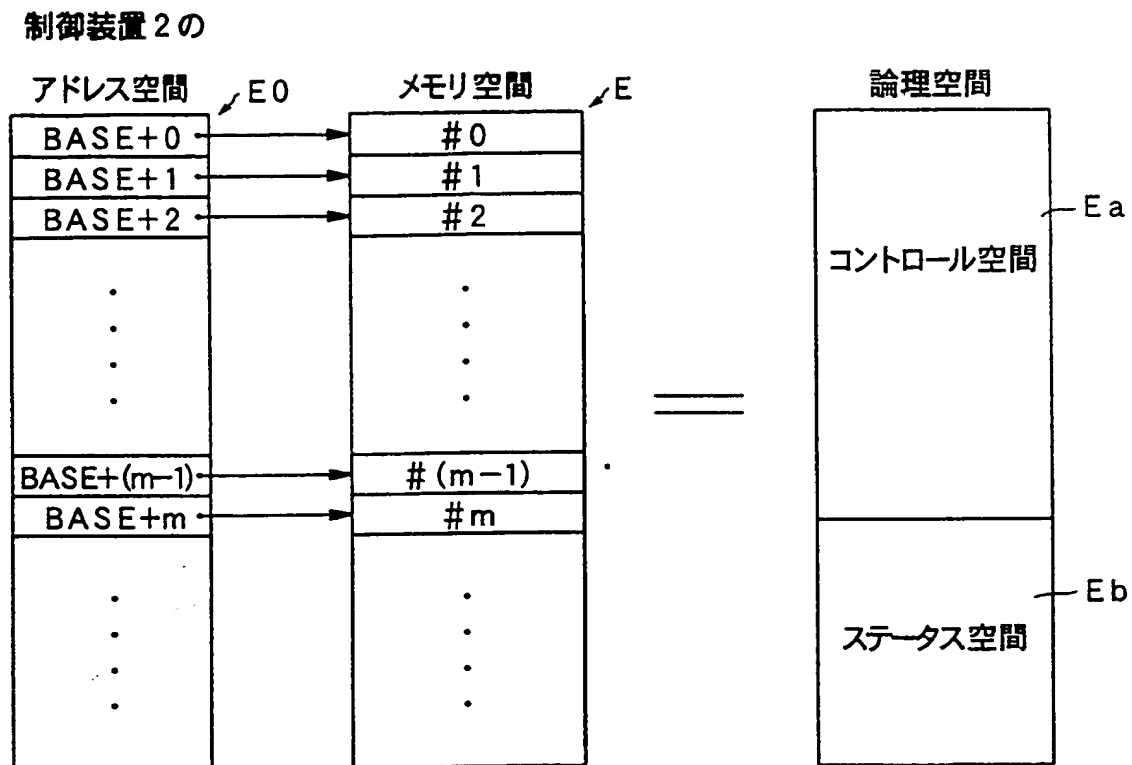 制御装置2の
アドレス空間
E0
メモリ空間
E
論理空間
BASE+0
#0
BASE+1
#1
BASE+2
#2
Ea
コントロール空間
BASE+(m-1)
#(m-1)
BASE+m
#m
Eb
ステータス空間